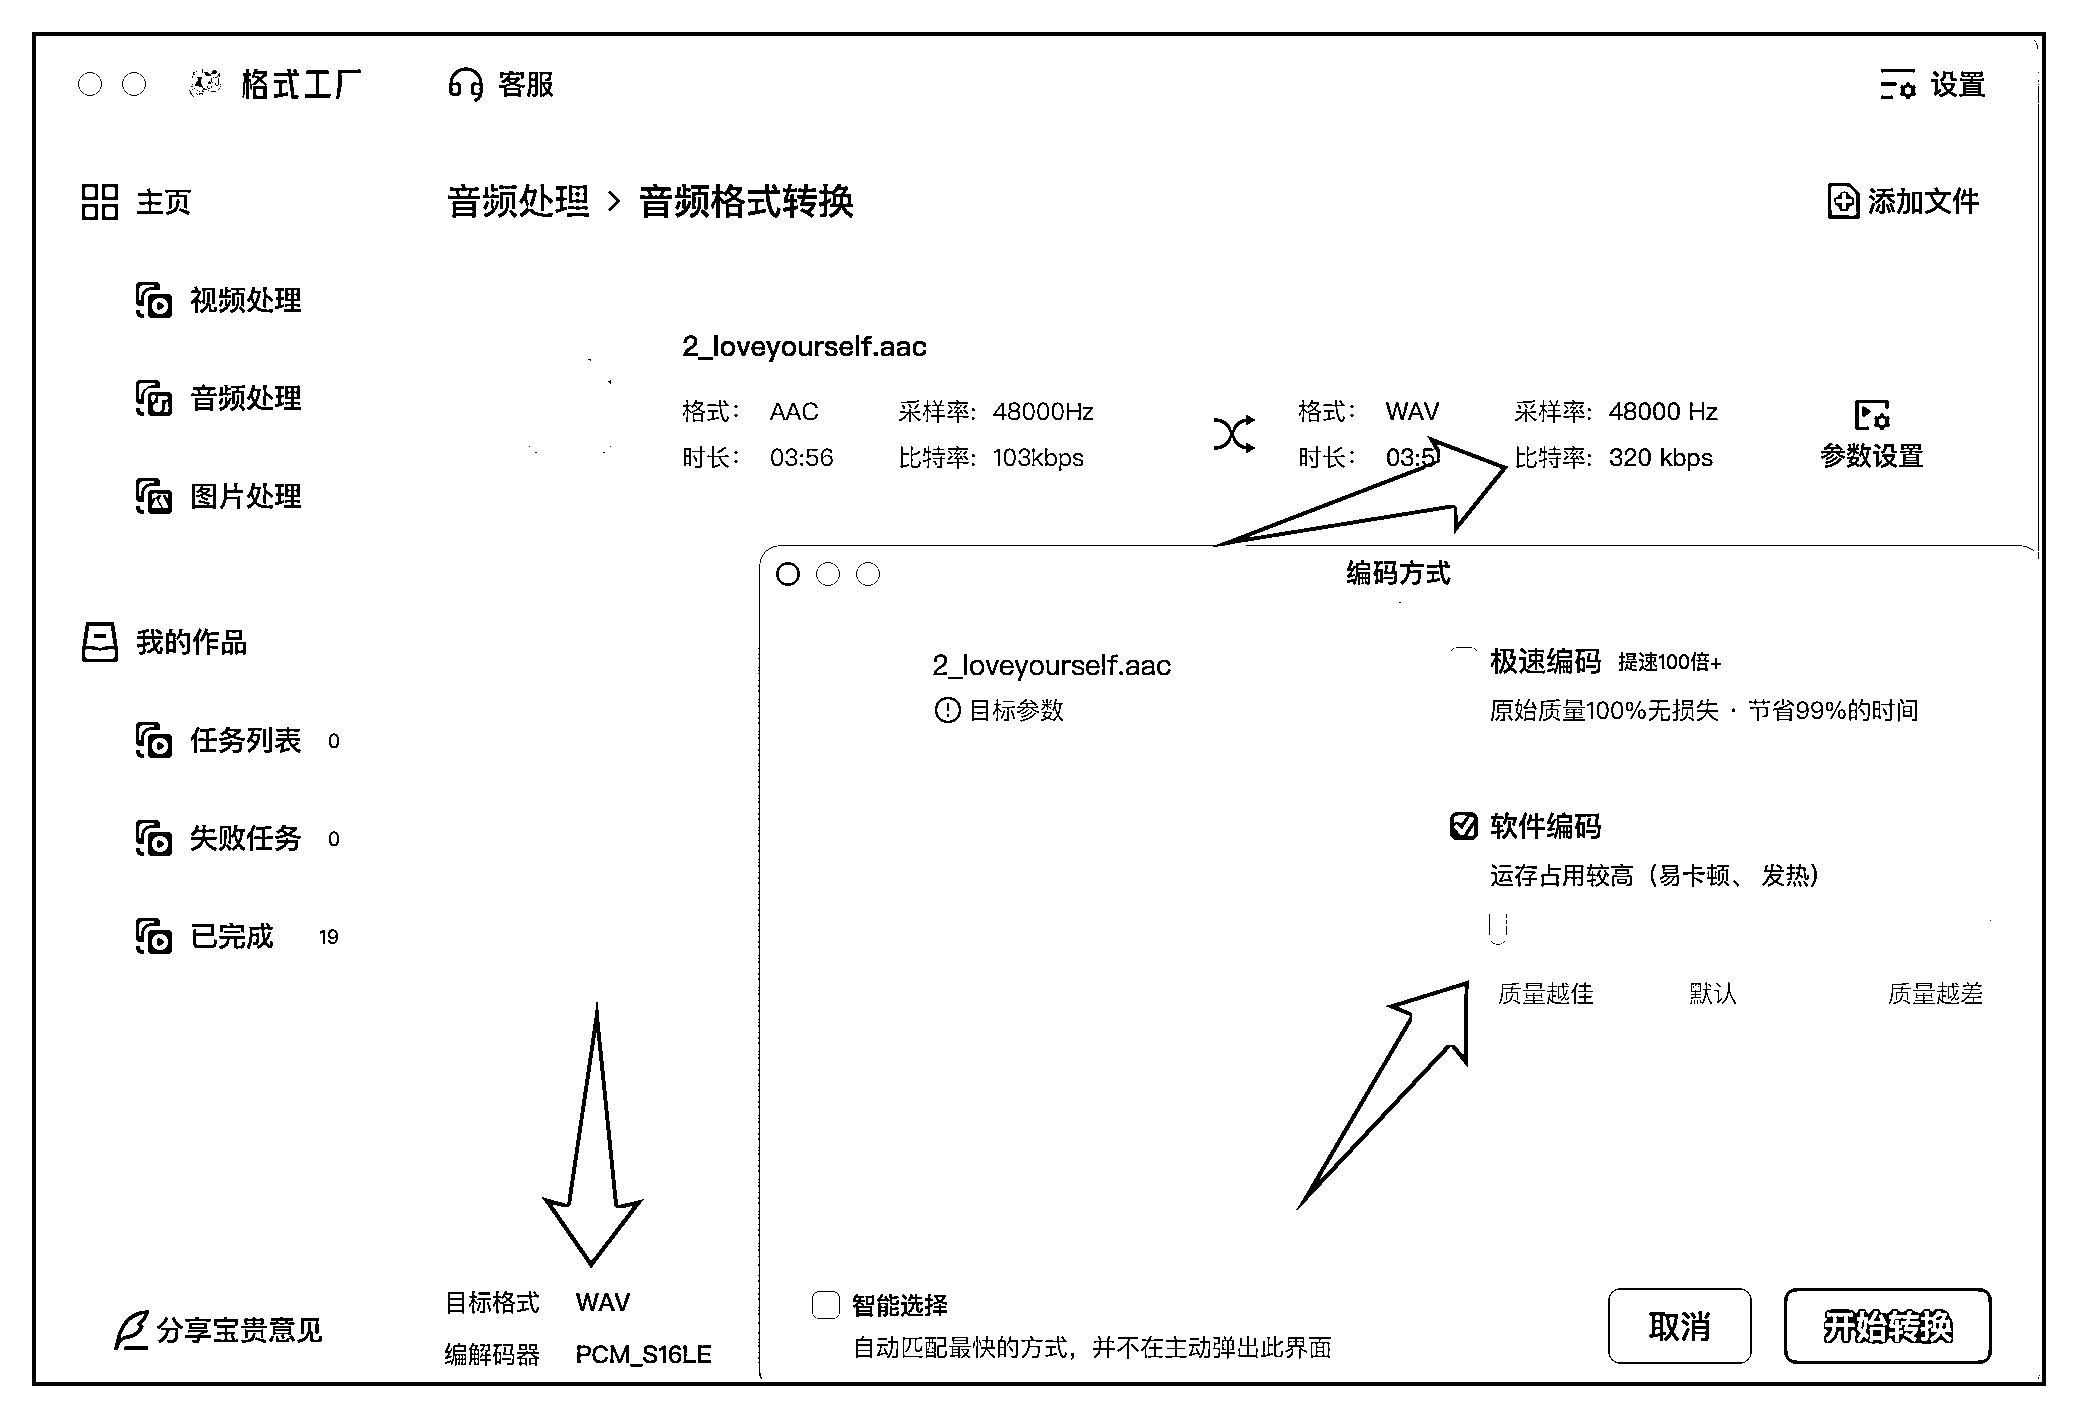 格式工厂
客服
设置
主页
音频处理 > 音频格式转换
添加文件
视频处理
音频处理
图片处理
2_loveyourself.aac
格式: AAC 采样率: 48000Hz
时长: 03:56 比特率: 103kbps
格式: WAV 采样率: 48000 Hz
时长: 03:5 比特率: 320 kbps
参数设置
我的作品
任务列表 0
失败任务 0
已完成 19
分享宝贵意见
目标格式 WAV
编解码器 PCM_S16LE
编码方式
2_loveyourself.aac
目标参数
极速编码 提速100倍+
原始质量100%无损失 · 节省99%的时间
软件编码
运存占用较高（易卡顿、 发热）
质量越佳 默认 质量越差
智能选择
自动匹配最快的方式，并不在主动弹出此界面
取消
开始转换